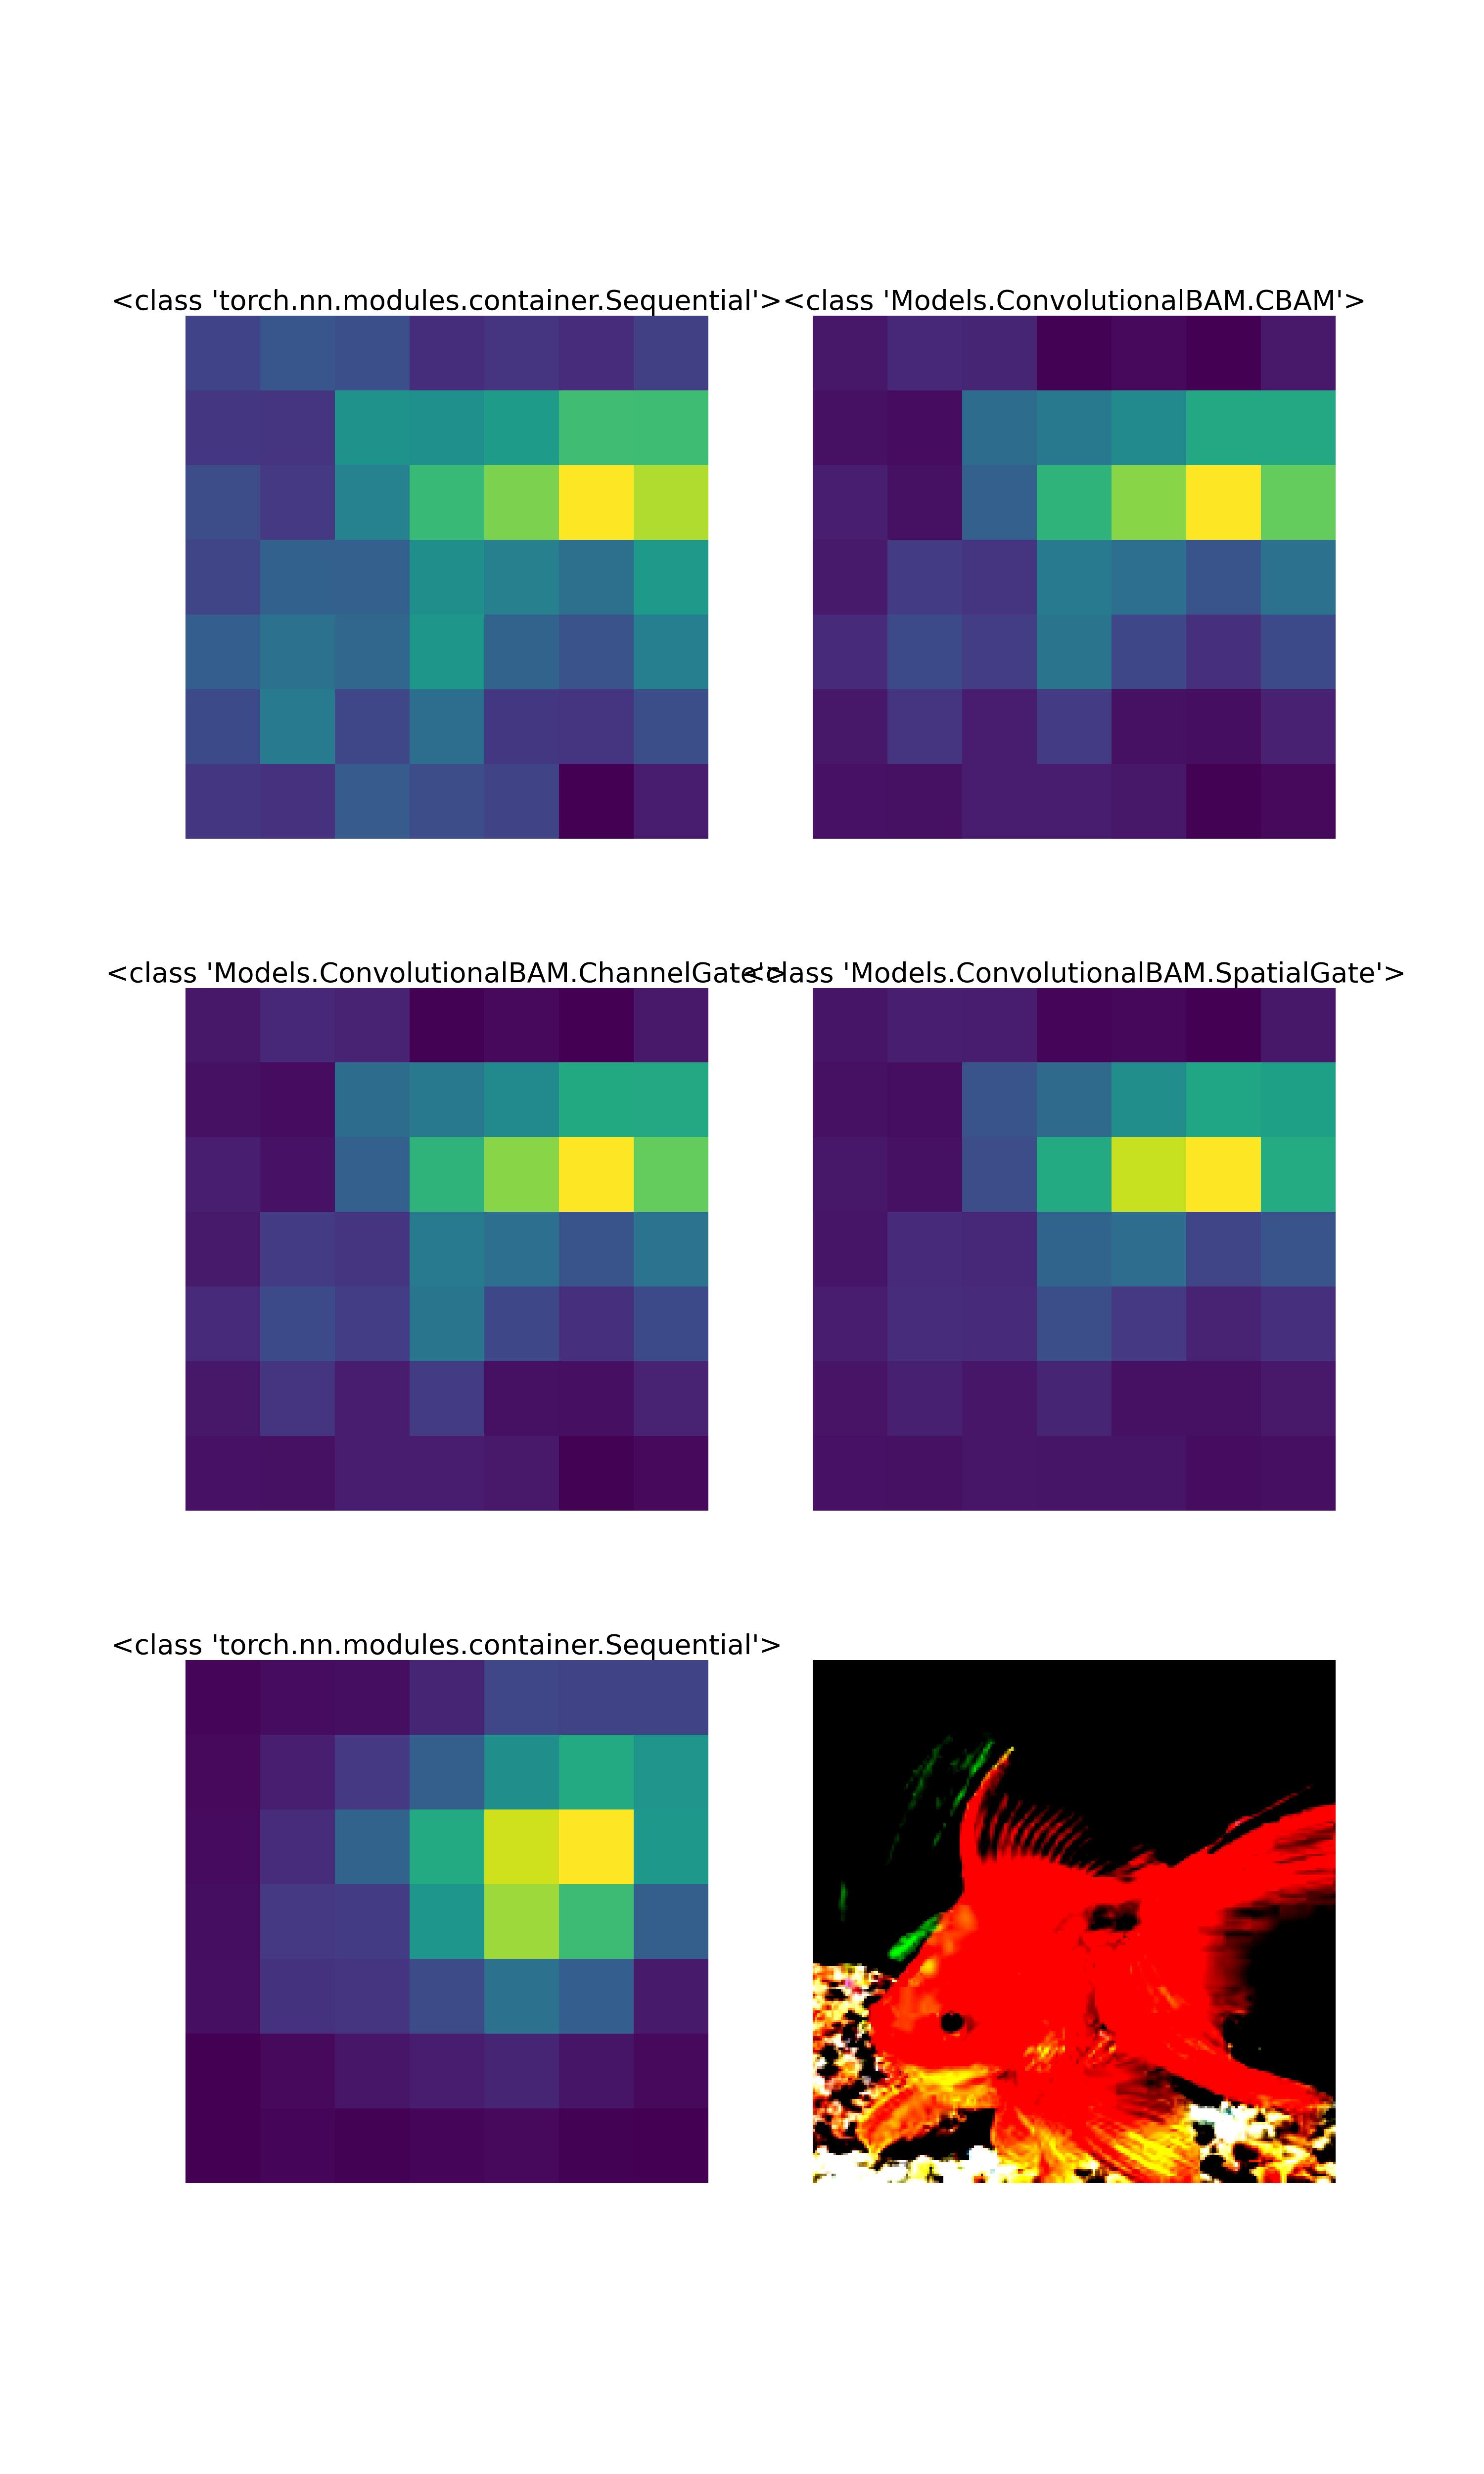 <class 'torch.nn.modules.container.Sequential'>
<class 'Models.ConvolutionalBAM.CBAM'>
<class 'Models.ConvolutionalBAM.ChannelGate'>
<class 'Models.ConvolutionalBAM.SpatialGate'>
<class 'torch.nn.modules.container.Sequential'>